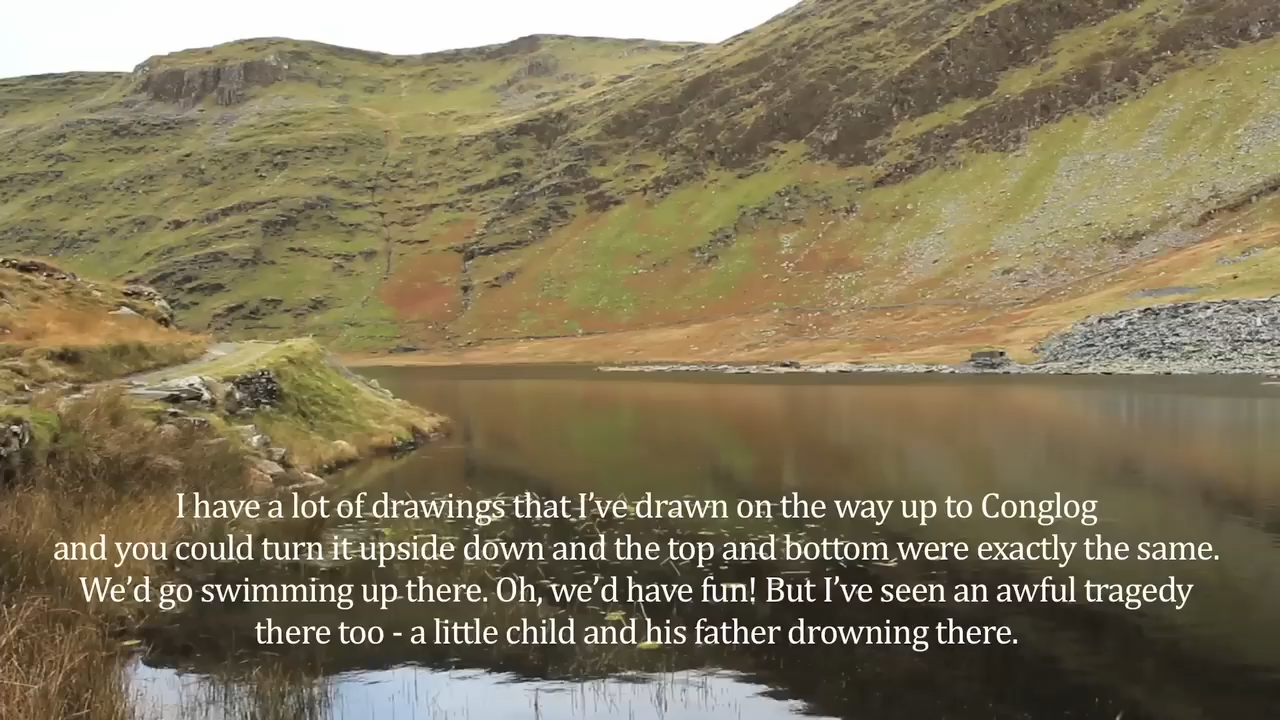 I have a lot of drawings that I’ve drawn on the way up to Conglog
and you could turn it upside down and the top and bottom were exactly the same.
We’d go swimming up there. Oh, we’d have fun! But I’ve seen an awful tragedy
there too - a little child and his father drowning there.